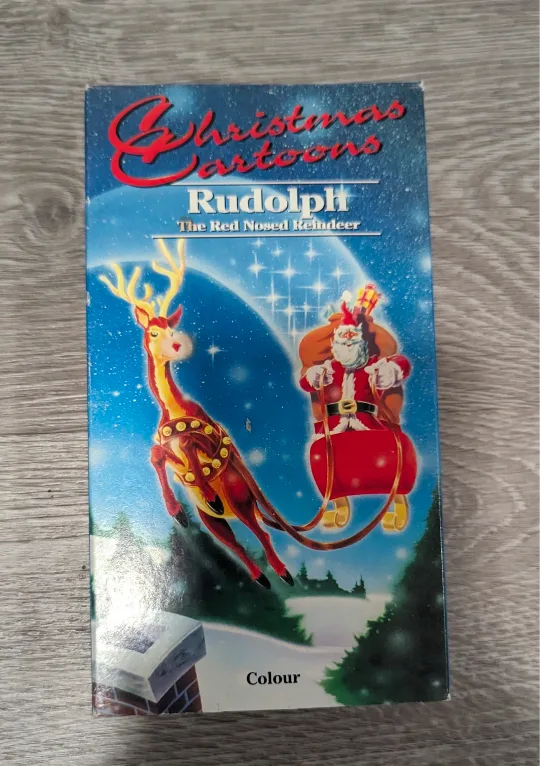 Christmas
Cartoons
Rudolph
The Red Nosed Reindeer
Colour